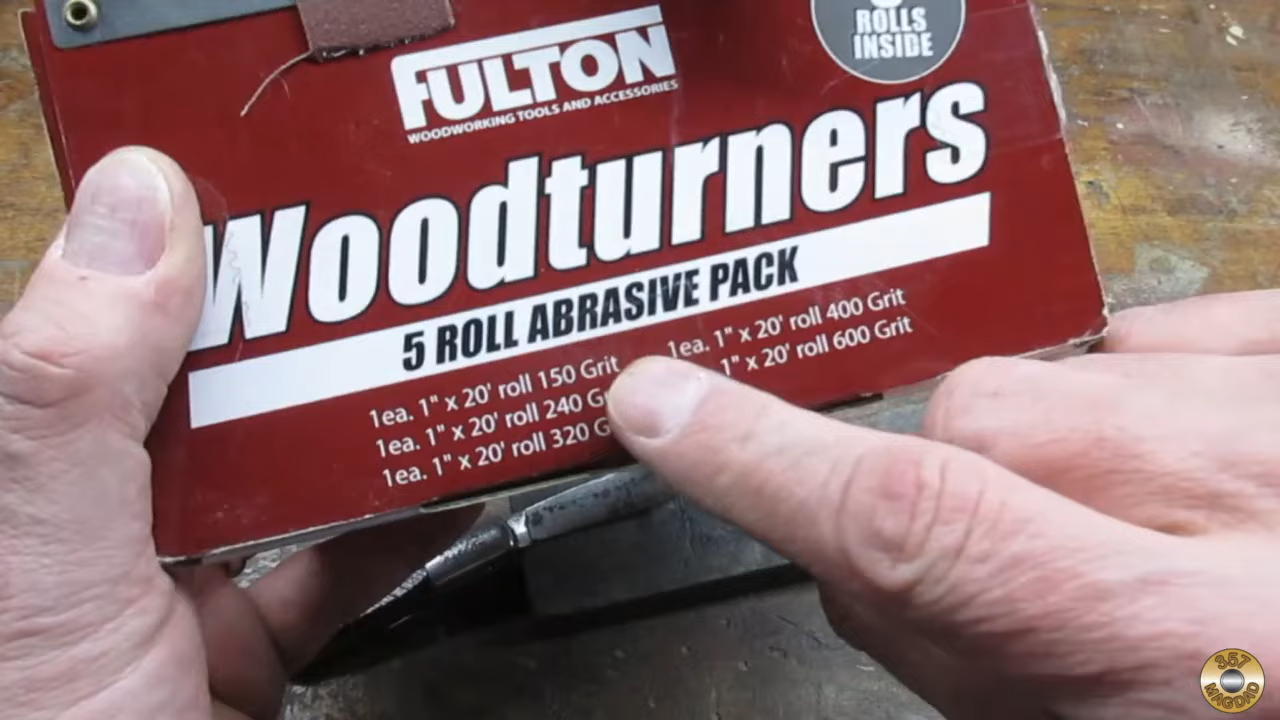 ROLLS
INSIDE
FULTON
WOODWORKING TOOLS AND ACCESSORIES
Woodturners
5 ROLL ABRASIVE PACK
1ea. 1" x 20' roll 150 Grit
1ea. 1" x 20' roll 240 G
1ea. 1" x 20' roll 320 G
1ea. 1" x 20' roll 400 Grit
1" x 20' roll 600 Grit
357
MAGDAD